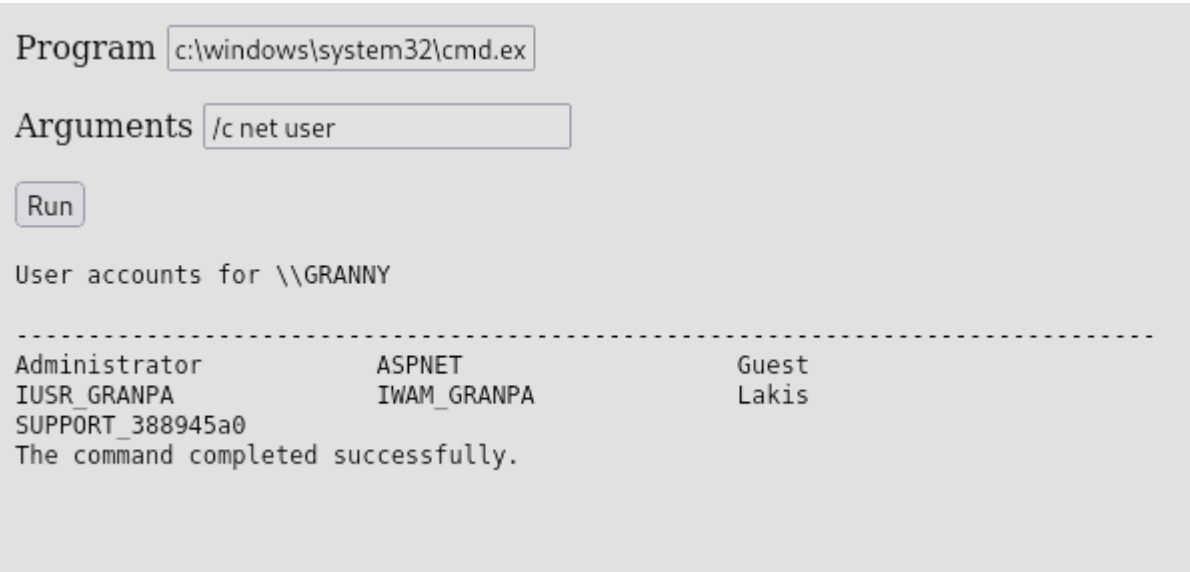 Program c:\windows\system32\cmd.ex
Arguments /c net user
Run
User accounts for \\GRANNY
-------------------------------------------------------------------------------
Administrator            ASPNET                   Guest
IUSR_GRANPA              IWAM_GRANPA              Lakis
SUPPORT_388945a0
The command completed successfully.